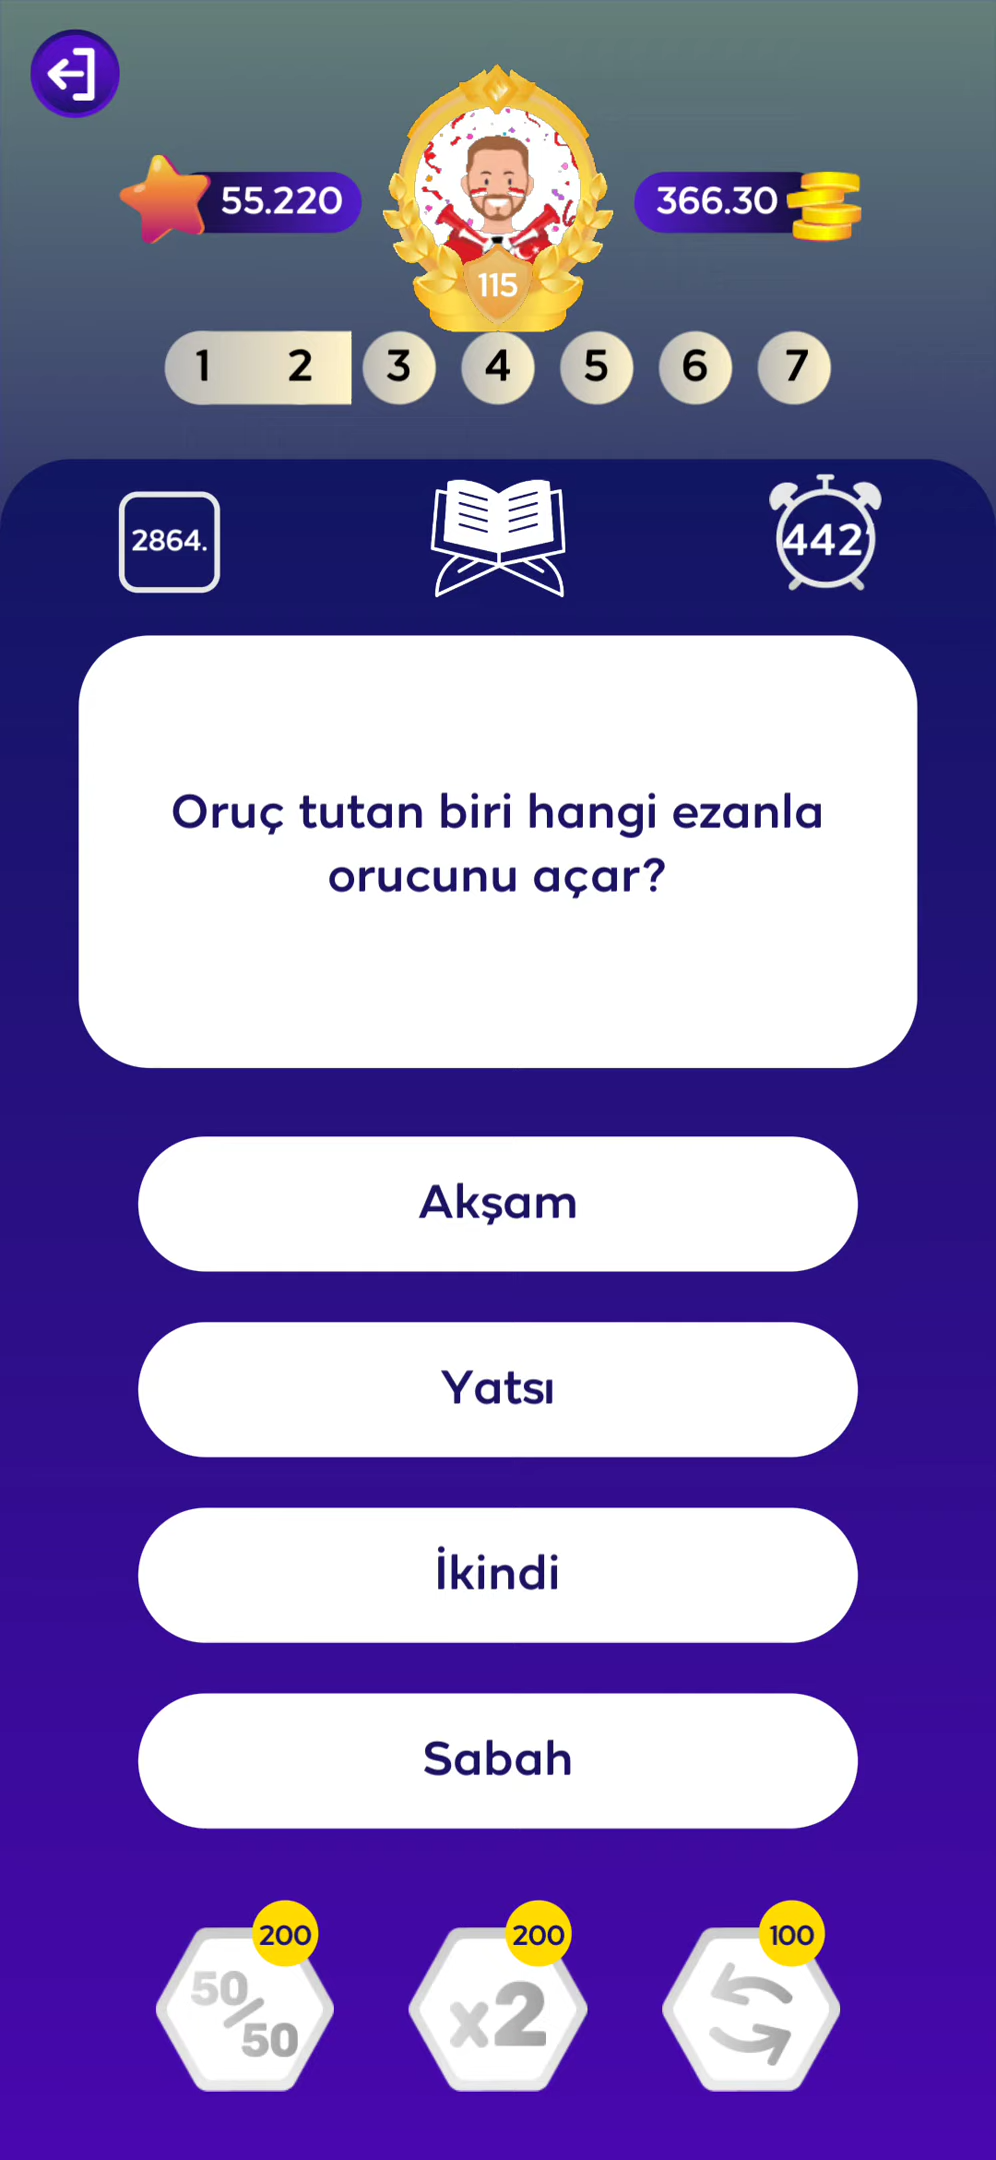 55.220
366.30
115
1 2 3 4 5 6 7
2864.
442
Oruç tutan biri hangi ezanla
orucunu açar?
Akşam
Yatsı
İkindi
Sabah
200
200
100
50/50
x2